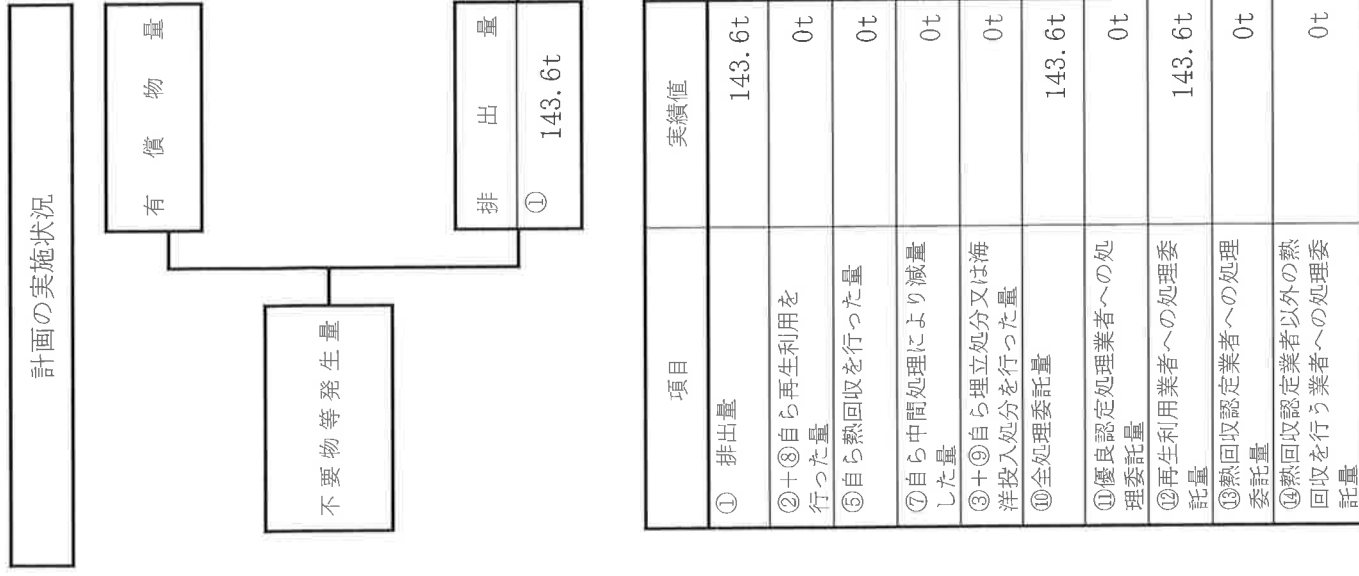 計画の実施状況
有償物量
不要物等発生量
排出量
① 143.6t
項目 実績値
① 排出量 143.6t
②+⑧自ら再生利用を
行った量 0t
⑤自ら熱回収を行った量 0t
⑦自ら中間処理により減量
した量 0t
③+⑨自ら埋立処分又は海
洋投入処分を行った量 0t
⑩全処理委託量 143.6t
⑪優良認定処理業者への処
理委託量 0t
⑫再生利用業者への処理委
託量 143.6t
⑬熱回収認定業者への処理
委託量 0t
⑭熱回収認定業者以外の熱
回収を行う業者への処理委
託量 0t